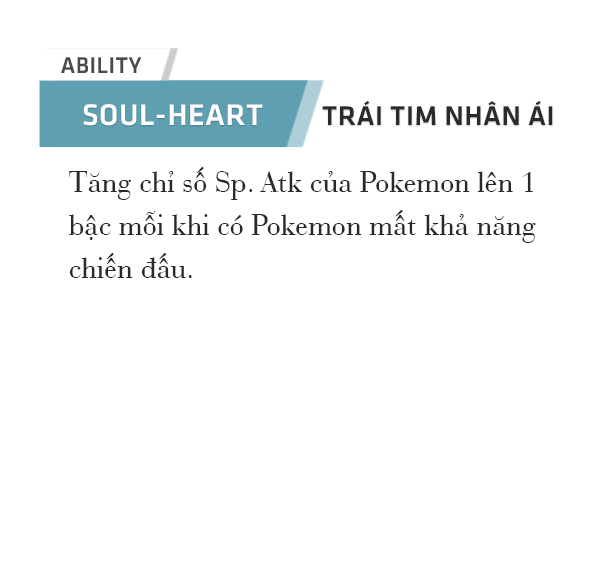 ABILITY
SOUL-HEART TRÁI TIM NHÂN ÁI
Tăng chỉ số Sp. Atk của Pokemon lên 1
bậc mỗi khi có Pokemon mất khả năng
chiến đấu.